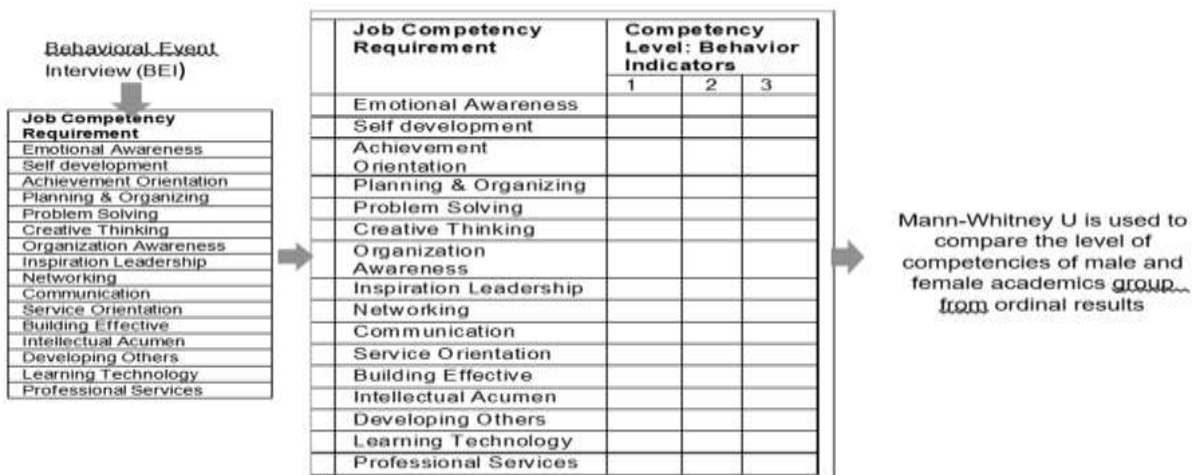 Behavioral Event
Interview (BEI)
Job Competency
Requirement
Emotional Awareness
Self development
Achievement Orientation
Planning & Organizing
Problem Solving
Creative Thinking
Organization Awareness
Inspiration Leadership
Networking
Communication
Service Orientation
Building Effective
Intellectual Acumen
Developing Others
Learning Technology
Professional Services
Job Competency
Requirement
Competency
Level: Behavior
Indicators
1 2 3
Emotional Awareness
Self development
Achievement
Orientation
Planning & Organizing
Problem Solving
Creative Thinking
Organization
Awareness
Inspiration Leadership
Networking
Communication
Service Orientation
Building Effective
Intellectual Acumen
Developing Others
Learning Technology
Professional Services
Mann-Whitney U is used to
compare the level of
competencies of male and
female academics group
from ordinal results